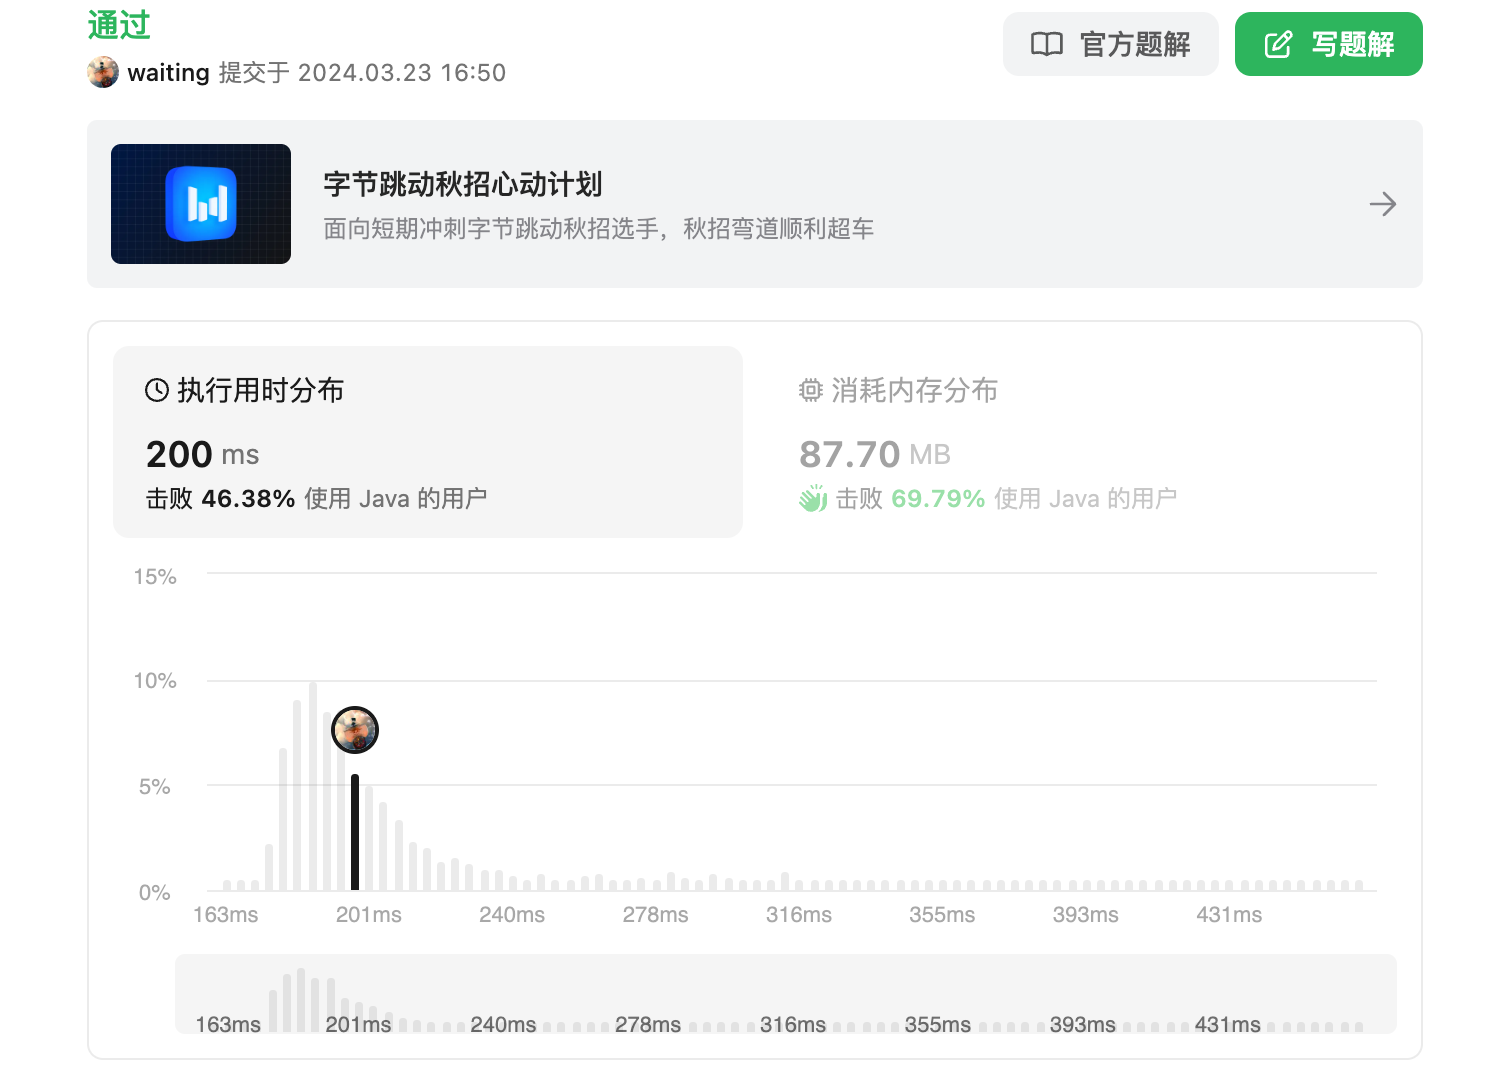 通过
waiting 提交于 2024.03.23 16:50
官方题解
写题解
字节跳动秋招心动计划
面向短期冲刺字节跳动秋招选手，秋招弯道顺利超车
执行用时分布
200 ms
击败 46.38% 使用 Java 的用户
消耗内存分布
87.70 MB
击败 69.79% 使用 Java 的用户
15%
10%
5%
0%
163ms 201ms 240ms 278ms 316ms 355ms 393ms 431ms
163ms 201ms 240ms 278ms 316ms 355ms 393ms 431ms